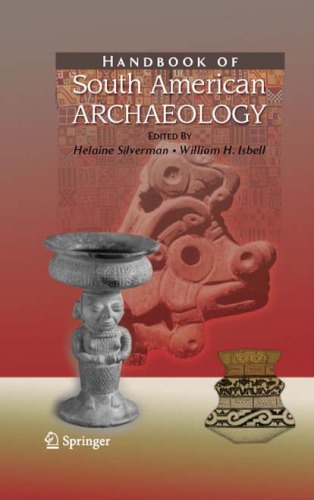 HANDBOOK OF
South American
ARCHAEOLOGY
EDITED BY
Helaine Silverman • William H. Isbell
Springer